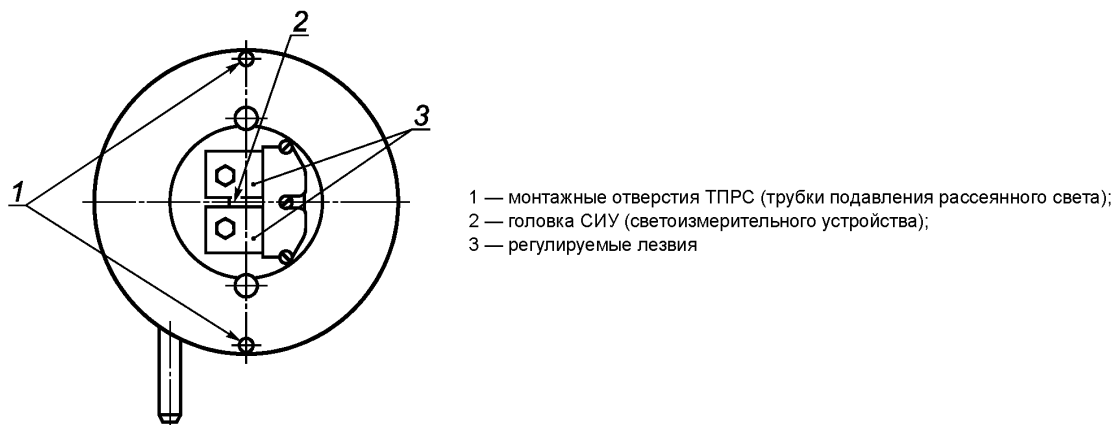 2
3
1
1 — монтажные отверстия ТПРС (трубки подавления рассеянного света);
2 — головка СИУ (светоизмерительного устройства);
3 — регулируемые лезвия